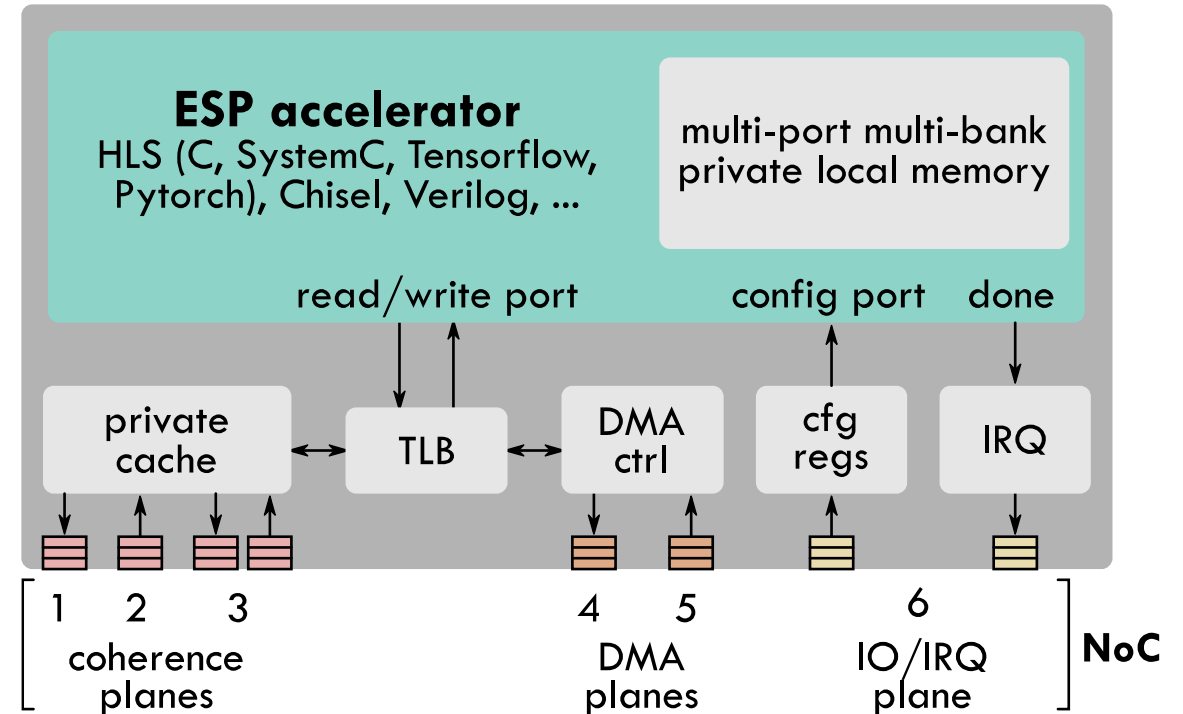 ESP accelerator
HLS (C, SystemC, Tensorflow,
Pytorch), Chisel, Verilog, ...
multi-port multi-bank
private local memory
read/write port
config port
done
private
cache
TLB
DMA
ctrl
cfg
regs
IRQ
1
2
3
4
5
6
coherence
planes
DMA
planes
IO/IRQ
plane
NoC